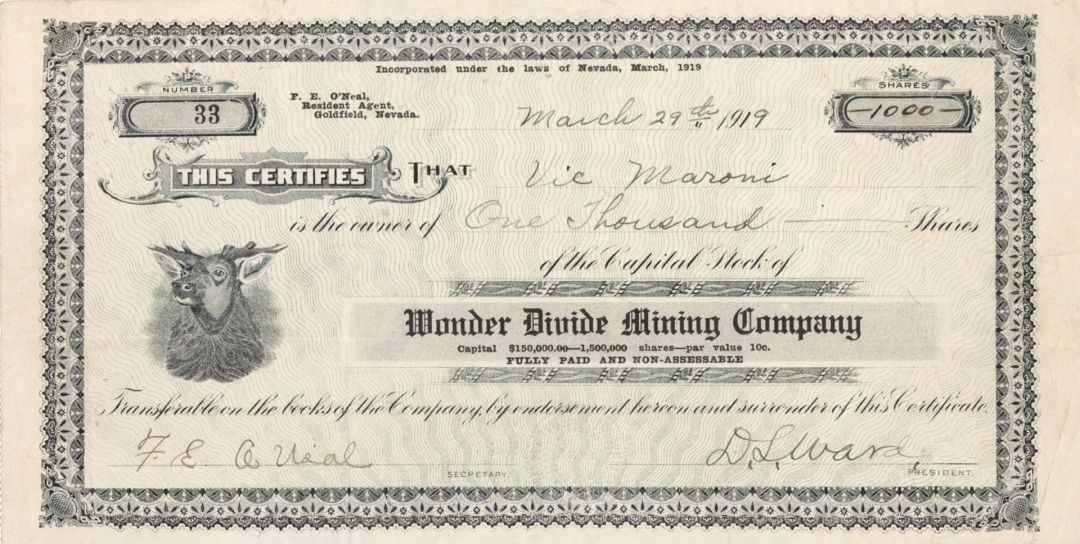 Incorporated under the laws of Nevada, March, 1919
NUMBER
33
F. E. O'Neal,
Resident Agent,
Goldfield, Nevada.
March 29th 1919
SHARES
-1000-
THIS CERTIFIES THAT Vic Maroni
is the owner of One Thousand Shares
of the Capital Stock of
Wonder Divide Mining Company
Capital $150,000.00—1,500,000 shares—par value 10c.
FULLY PAID AND NON-ASSESSABLE
Transferable on the books of the Company, by endorsement hereon and surrender of this Certificate.
F. E. O'Neal
SECRETARY.
D. S. Ward
PRESIDENT.